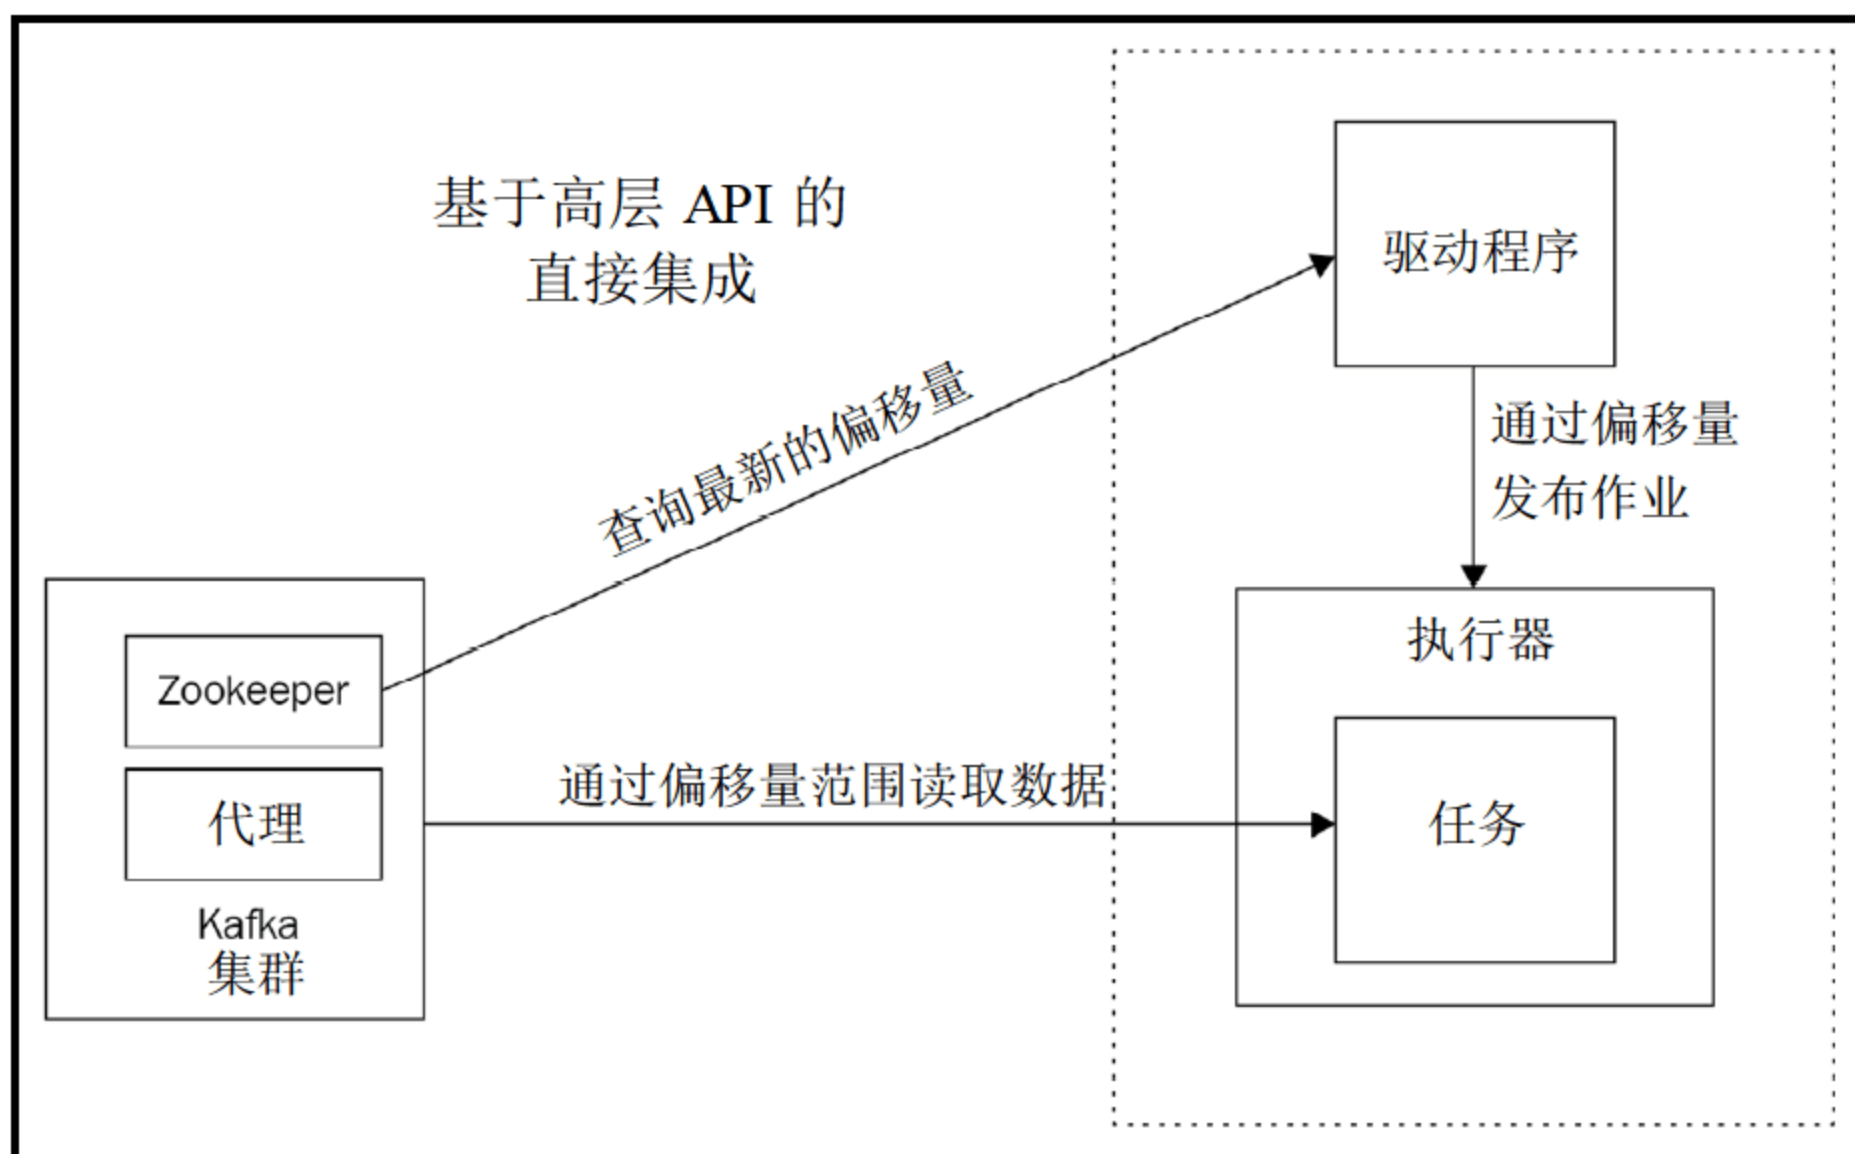 基于高层 API 的
直接集成
驱动程序
查询最新的偏移量
通过偏移量
发布作业
执行器
Zookeeper
通过偏移量范围读取数据
代理
任务
Kafka
集群